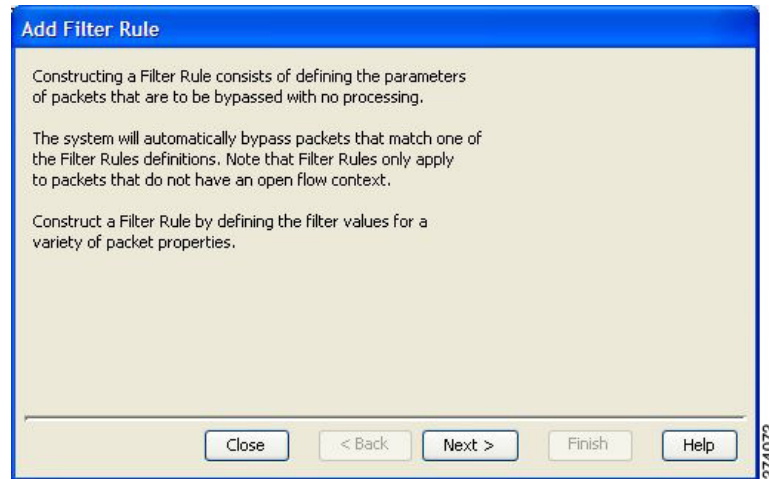 Add Filter Rule
Constructing a Filter Rule consists of defining the parameters
of packets that are to be bypassed with no processing.
The system will automatically bypass packets that match one of
the Filter Rules definitions. Note that Filter Rules only apply
to packets that do not have an open flow context.
Construct a Filter Rule by defining the filter values for a
variety of packet properties.
Close
< Back
Next >
Finish
Help
274072